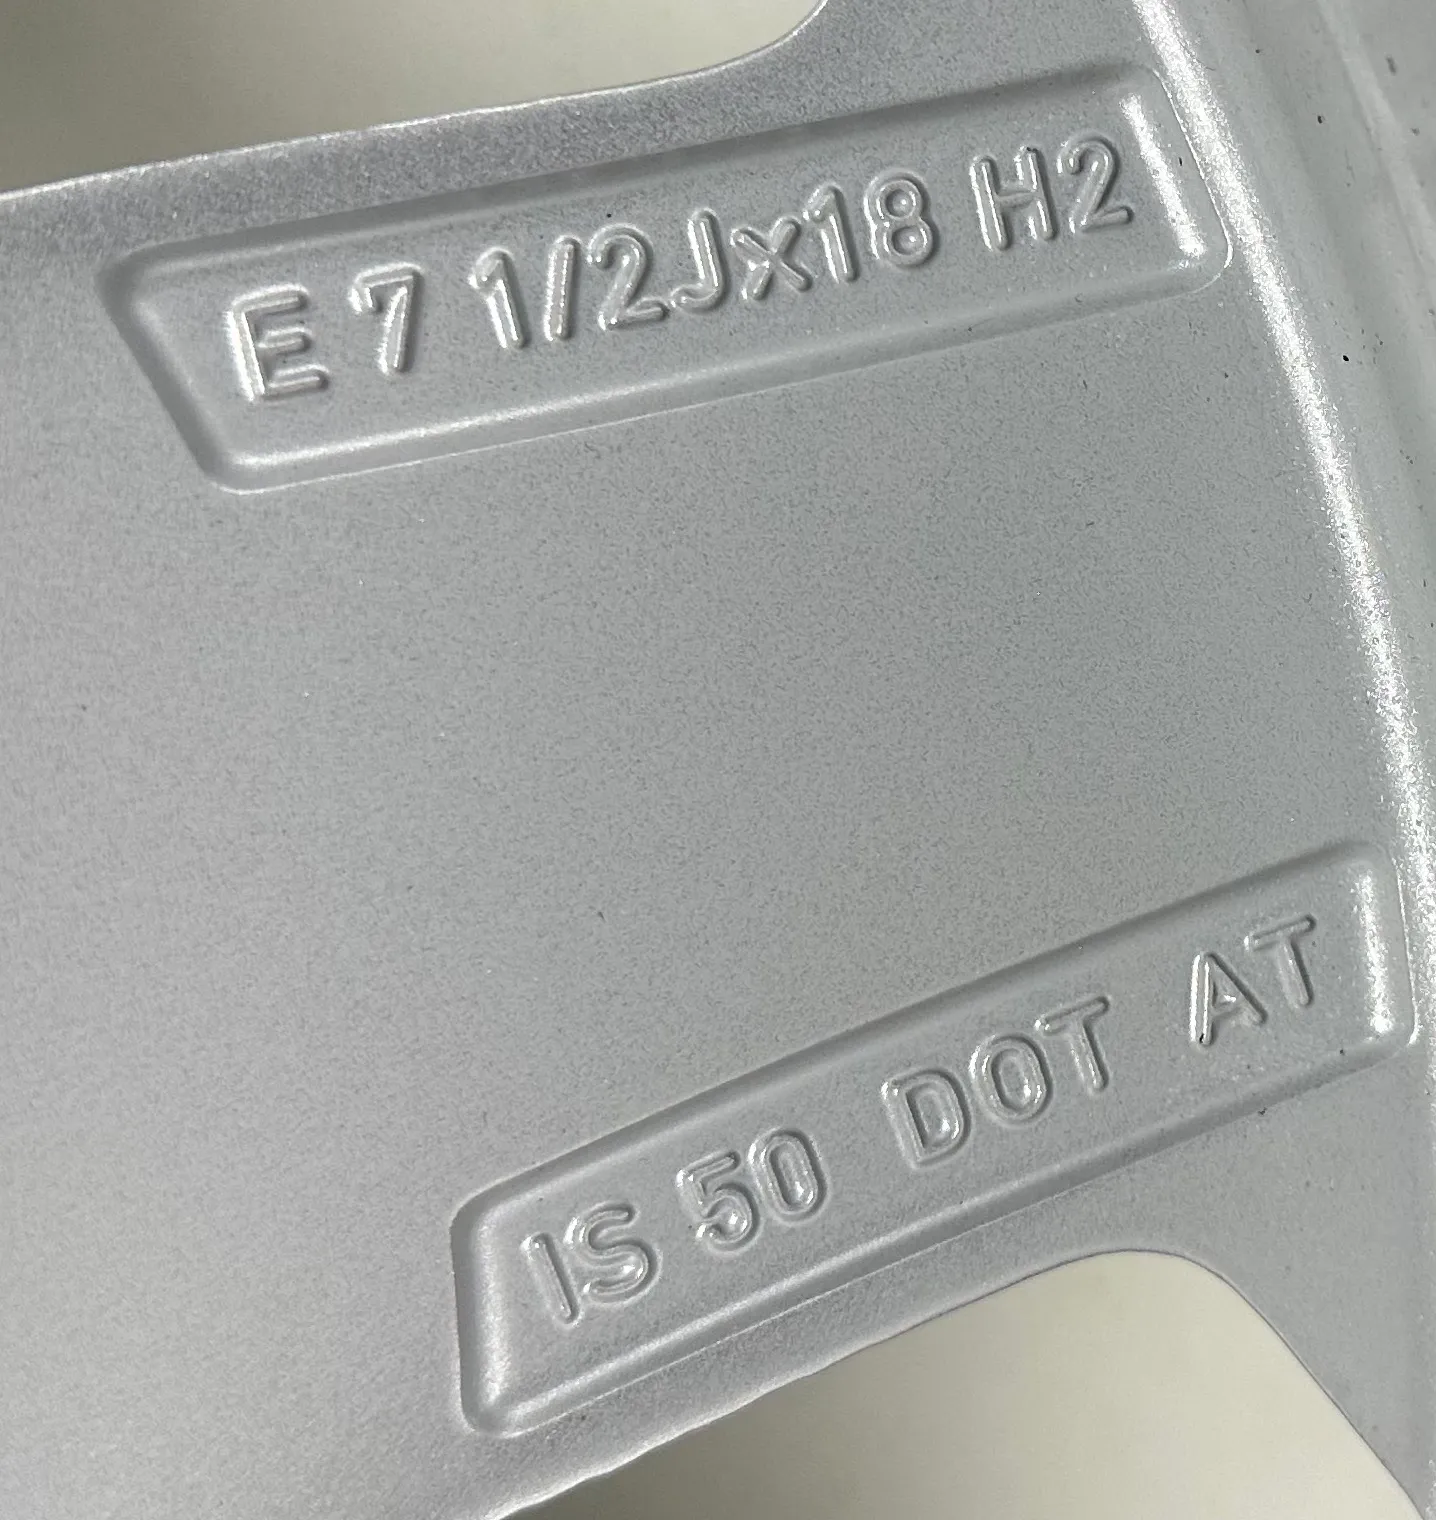 E 7 1/2Jx18 H2
IS 50 DOT AT